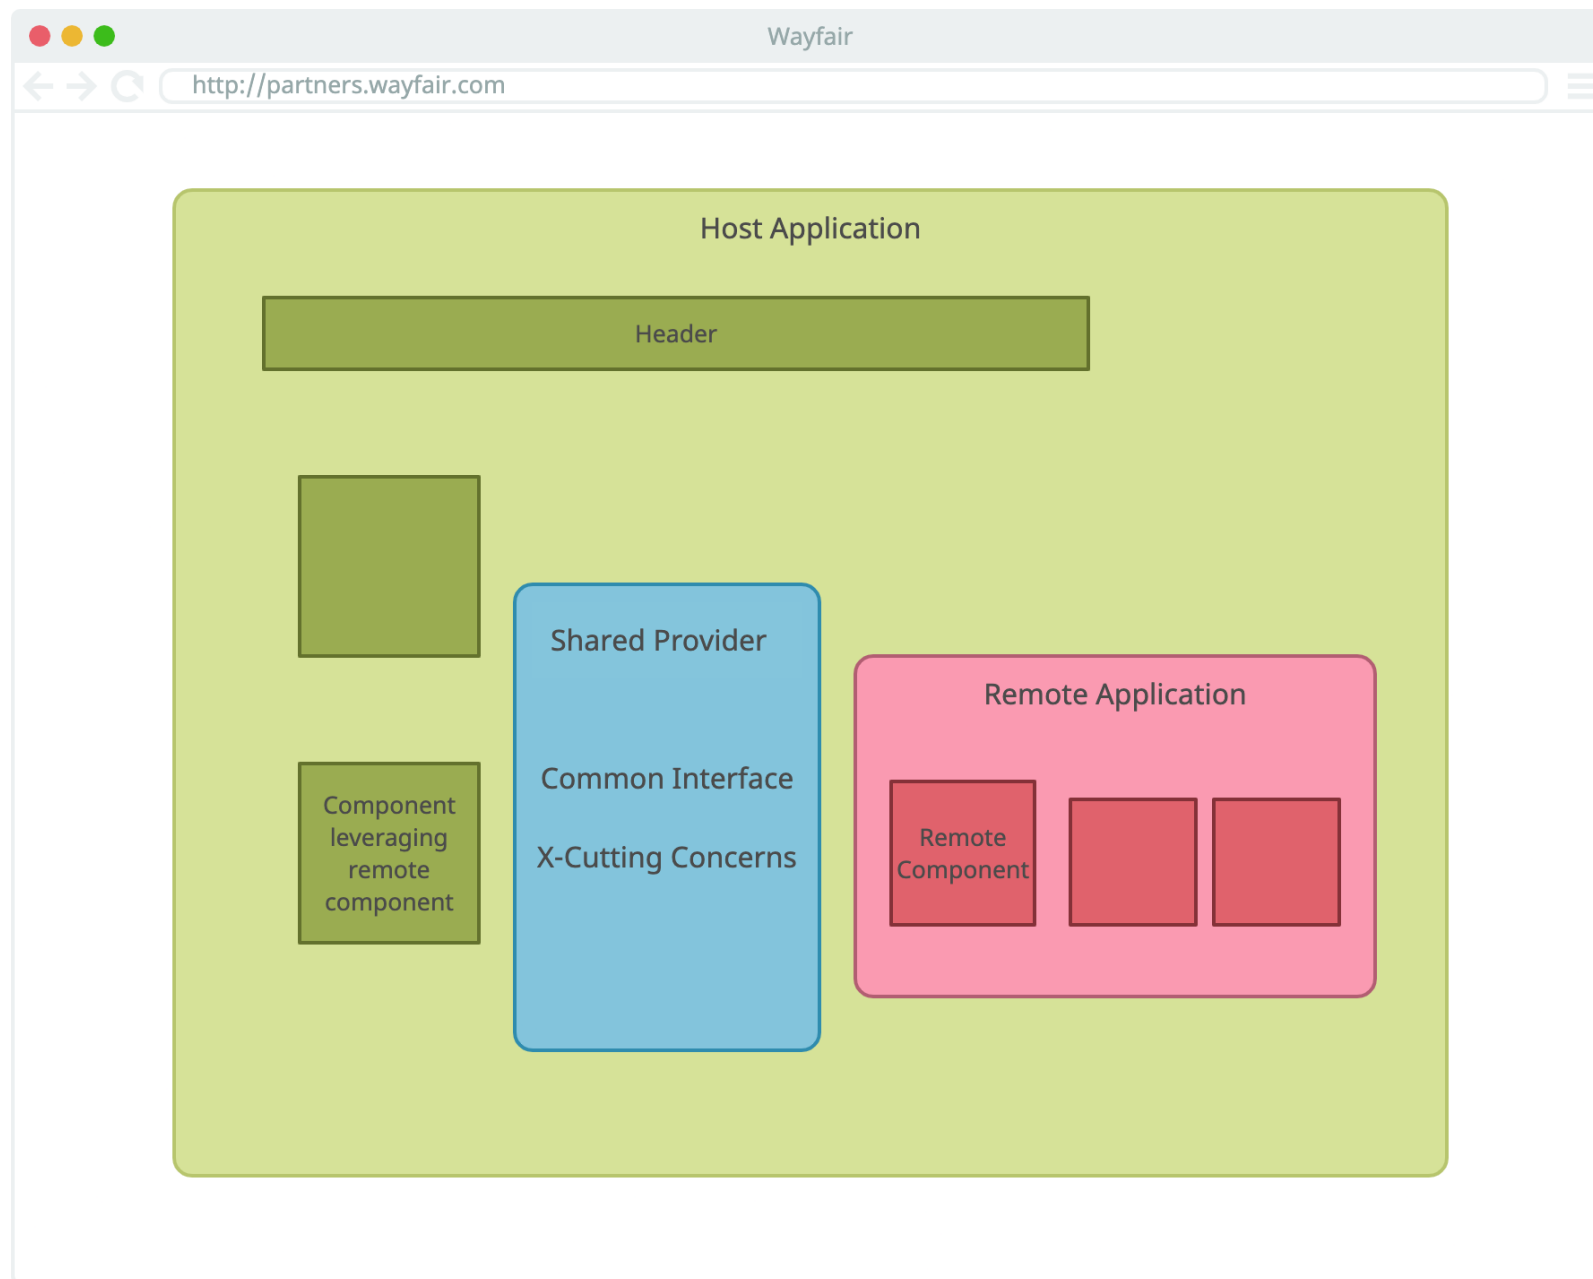 Wayfair
http://partners.wayfair.com
Host Application
Header
Shared Provider
Common Interface
X-Cutting Concerns
Component
leveraging
remote
component
Remote Application
Remote
Component